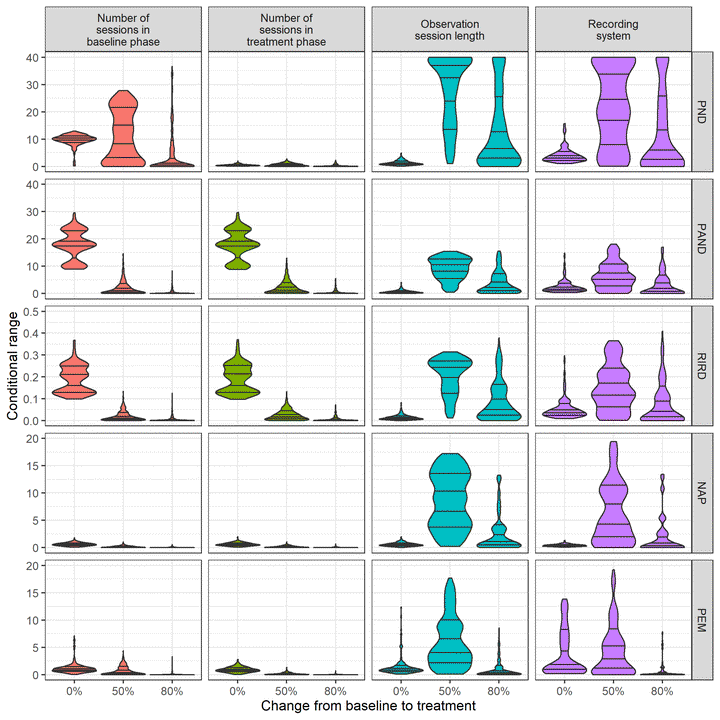 Number of sessions in baseline phase
Number of sessions in treatment phase
Observation session length
Recording system
Conditional range
40
30
20
10
0
PND
40
30
20
10
0
PAND
0.5
0.4
0.3
0.2
0.1
0.0
RIRD
20
15
10
5
0
NAP
20
15
10
5
0
PEM
0% 50% 80% 0% 50% 80% 0% 50% 80% 0% 50% 80%
Change from baseline to treatment